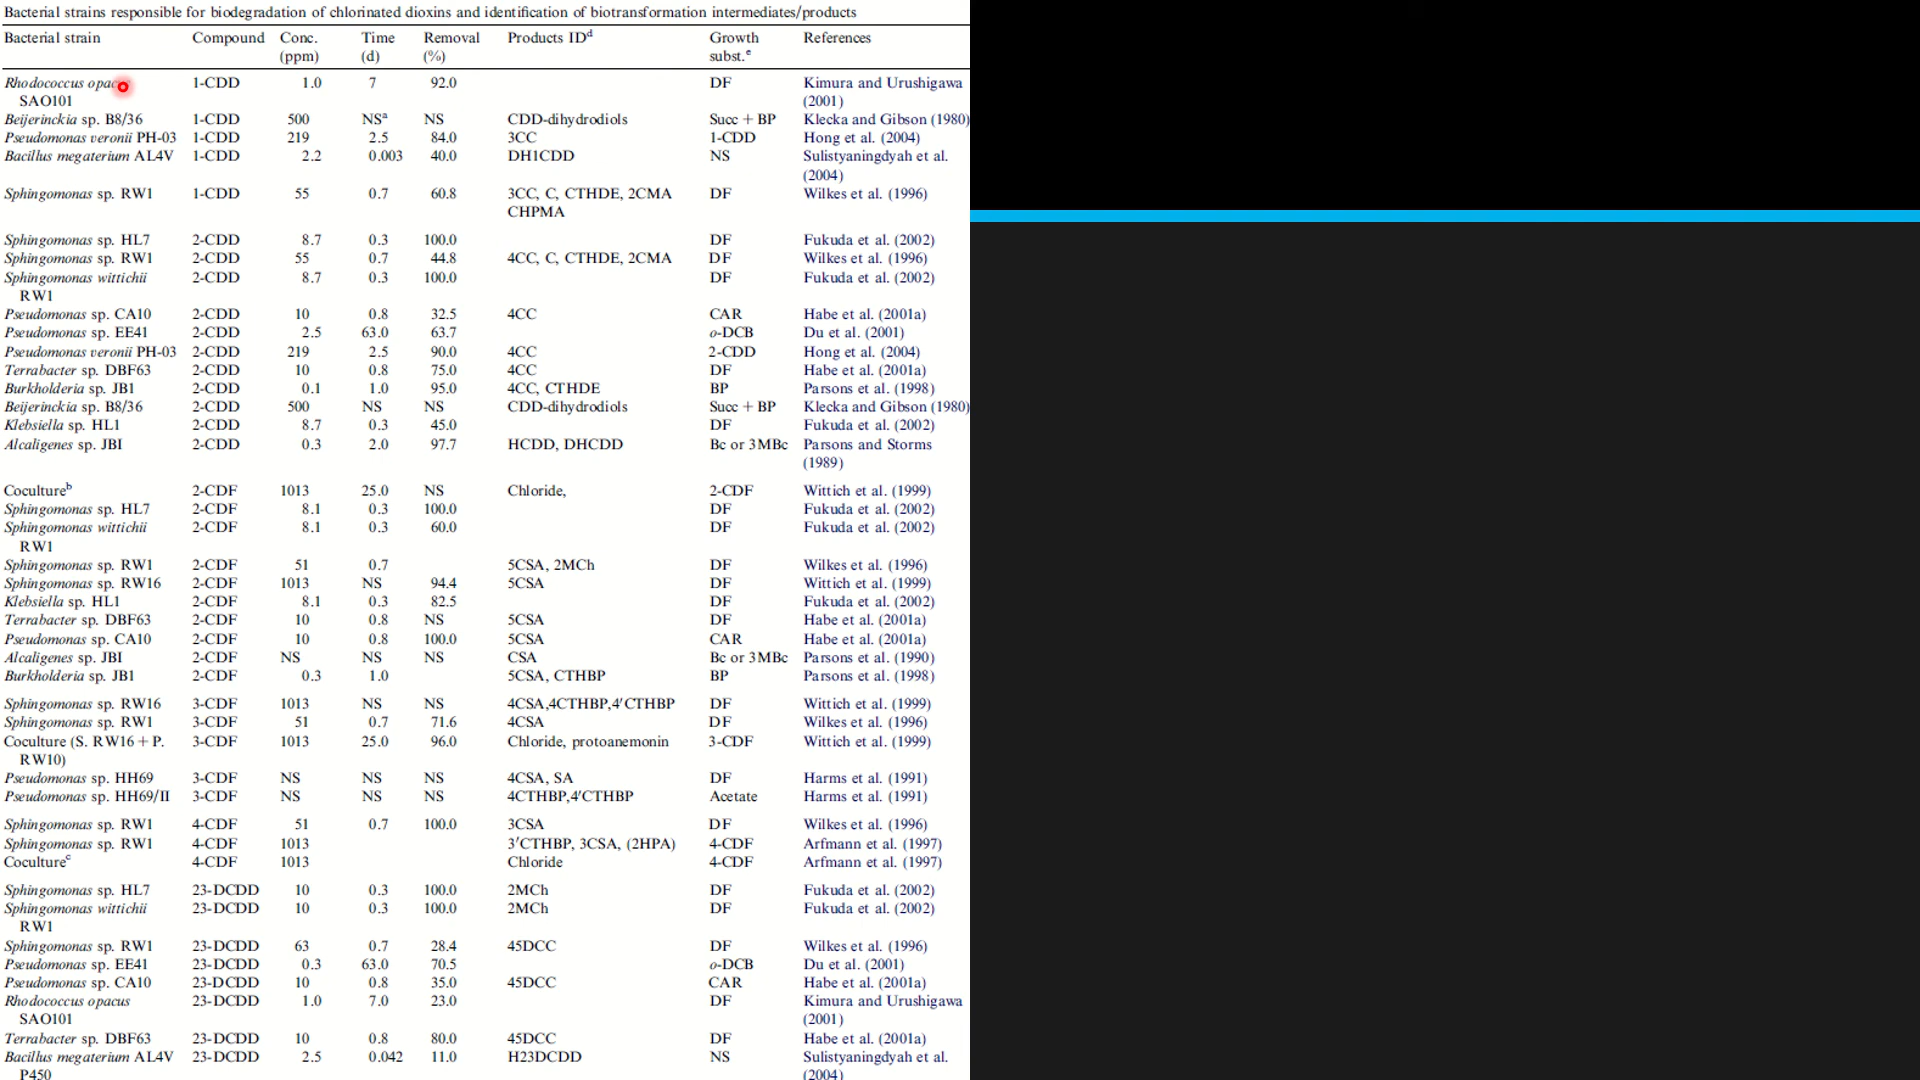 Bacterial strains responsible for biodegradation of chlorinated dioxins and identification of biotransformation intermediates/products
Bacterial strain Compound Conc. (ppm) Time (d) Removal (%) Products IDd Growth subst.e References
Rhodococcus opacus SAO101 1-CDD 1.0 7 92.0 DF Kimura and Urushigawa (2001)
Beijerinckia sp. B8/36 1-CDD 500 NSa NS CDD-dihydrodiols Succ + BP Klecka and Gibson (1980)
Pseudomonas veronii PH-03 1-CDD 219 2.5 84.0 3CC 1-CDD Hong et al. (2004)
Bacillus megaterium AL4V 1-CDD 2.2 0.003 40.0 DH1CDD NS Sulistyaningdyah et al. (2004)
Sphingomonas sp. RW1 1-CDD 55 0.7 60.8 3CC, C, CTHDE, 2CMA CHPMA DF Wilkes et al. (1996)
Sphingomonas sp. HL7 2-CDD 8.7 0.3 100.0 DF Fukuda et al. (2002)
Sphingomonas sp. RW1 2-CDD 55 0.7 44.8 4CC, C, CTHDE, 2CMA DF Wilkes et al. (1996)
Sphingomonas wittichii RW1 2-CDD 8.7 0.3 100.0 DF Fukuda et al. (2002)
Pseudomonas sp. CA10 2-CDD 10 0.8 32.5 4CC CAR Habe et al. (2001a)
Pseudomonas sp. EE41 2-CDD 2.5 63.0 63.7 o-DCB Du et al. (2001)
Pseudomonas veronii PH-03 2-CDD 219 2.5 90.0 4CC 2-CDD Hong et al. (2004)
Terrabacter sp. DBF63 2-CDD 10 0.8 75.0 4CC DF Habe et al. (2001a)
Burkholderia sp. JB1 2-CDD 0.1 1.0 95.0 4CC, CTHDE BP Parsons et al. (1998)
Beijerinckia sp. B8/36 2-CDD 500 NS NS CDD-dihydrodiols Succ + BP Klecka and Gibson (1980)
Klebsiella sp. HL1 2-CDD 8.7 0.3 45.0 DF Fukuda et al. (2002)
Alcaligenes sp. JBI 2-CDD 0.3 2.0 97.7 HCDD, DHCDD Bc or 3MBc Parsons and Storms (1989)
Cocultureb 2-CDF 1013 25.0 NS Chloride, 2-CDF Wittich et al. (1999)
Sphingomonas sp. HL7 2-CDF 8.1 0.3 100.0 DF Fukuda et al. (2002)
Sphingomonas wittichii RW1 2-CDF 8.1 0.3 60.0 DF Fukuda et al. (2002)
Sphingomonas sp. RW1 2-CDF 51 0.7 5CSA, 2MCh DF Wilkes et al. (1996)
Sphingomonas sp. RW16 2-CDF 1013 NS 94.4 5CSA DF Wittich et al. (1999)
Klebsiella sp. HL1 2-CDF 8.1 0.3 82.5 DF Fukuda et al. (2002)
Terrabacter sp. DBF63 2-CDF 10 0.8 NS 5CSA DF Habe et al. (2001a)
Pseudomonas sp. CA10 2-CDF 10 0.8 100.0 5CSA CAR Habe et al. (2001a)
Alcaligenes sp. JBI 2-CDF NS NS NS CSA Bc or 3MBc Parsons et al. (1990)
Burkholderia sp. JB1 2-CDF 0.3 1.0 5CSA, CTHBP BP Parsons et al. (1998)
Sphingomonas sp. RW16 3-CDF 1013 NS NS 4CSA,4CTHBP,4′CTHBP DF Wittich et al. (1999)
Sphingomonas sp. RW1 3-CDF 51 0.7 71.6 4CSA DF Wilkes et al. (1996)
Coculture (S. RW16 + P. RW10) 3-CDF 1013 25.0 96.0 Chloride, protoanemonin 3-CDF Wittich et al. (1999)
Pseudomonas sp. HH69 3-CDF NS NS NS 4CSA, SA DF Harms et al. (1991)
Pseudomonas sp. HH69/II 3-CDF NS NS NS 4CTHBP,4′CTHBP Acetate Harms et al. (1991)
Sphingomonas sp. RW1 4-CDF 51 0.7 100.0 3CSA DF Wilkes et al. (1996)
Sphingomonas sp. RW1 4-CDF 1013 3′CTHBP, 3CSA, (2HPA) 4-CDF Arfmann et al. (1997)
Coculturec 4-CDF 1013 Chloride 4-CDF Arfmann et al. (1997)
Sphingomonas sp. HL7 23-DCDD 10 0.3 100.0 2MCh DF Fukuda et al. (2002)
Sphingomonas wittichii RW1 23-DCDD 10 0.3 100.0 2MCh DF Fukuda et al. (2002)
Sphingomonas sp. RW1 23-DCDD 63 0.7 28.4 45DCC DF Wilkes et al. (1996)
Pseudomonas sp. EE41 23-DCDD 0.3 63.0 70.5 o-DCB Du et al. (2001)
Pseudomonas sp. CA10 23-DCDD 10 0.8 35.0 45DCC CAR Habe et al. (2001a)
Rhodococcus opacus SAO101 23-DCDD 1.0 7.0 23.0 DF Kimura and Urushigawa (2001)
Terrabacter sp. DBF63 23-DCDD 10 0.8 80.0 45DCC DF Habe et al. (2001a)
Bacillus megaterium AL4V P450 23-DCDD 2.5 0.042 11.0 H23DCDD NS Sulistyaningdyah et al. (2004)